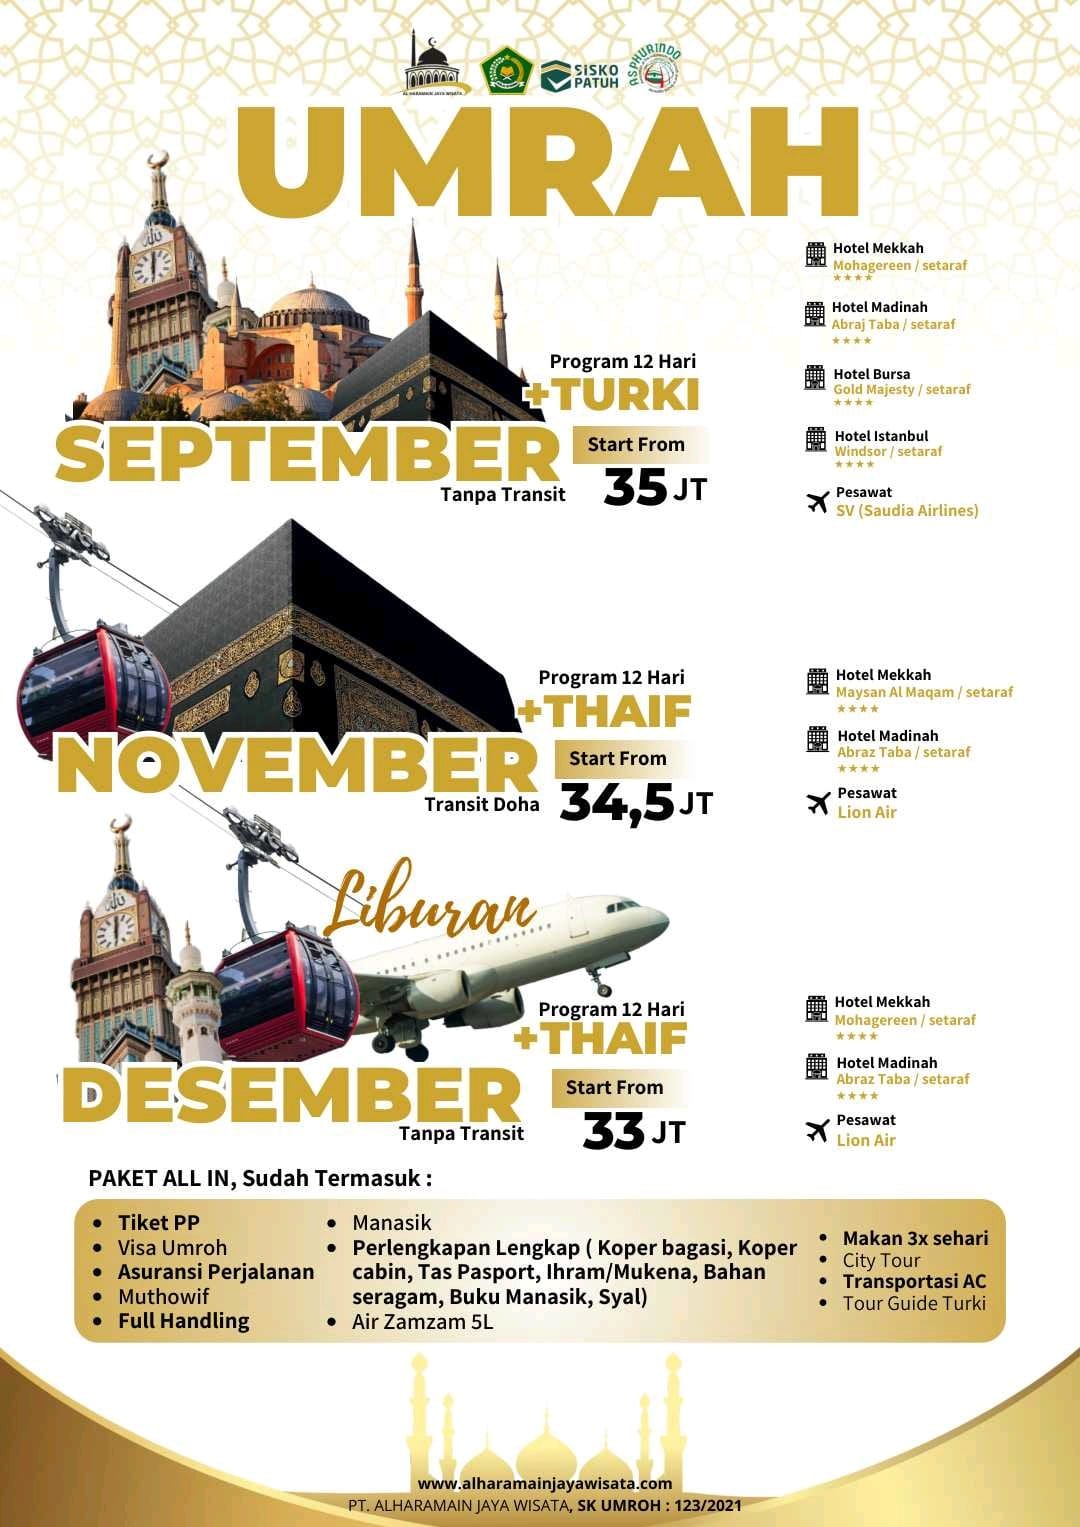 AL HARAMAIN JAYA WISATA
SISKO
PATUH
ASPHURINDO
UMRAH
Program 12 Hari
+TURKI
SEPTEMBER
Start From
Tanpa Transit
35 JT
Hotel Mekkah
Mohagereen / setaraf
Hotel Madinah
Abraj Taba / setaraf
Hotel Bursa
Gold Majesty / setaraf
Hotel Istanbul
Windsor / setaraf
Pesawat
SV (Saudia Airlines)
Program 12 Hari
+THAIF
NOVEMBER
Start From
Transit Doha
34,5 JT
Hotel Mekkah
Maysan Al Maqam / setaraf
Hotel Madinah
Abraz Taba / setaraf
Pesawat
Lion Air
Liburan
Program 12 Hari
+THAIF
DESEMBER
Start From
Tanpa Transit
33 JT
Hotel Mekkah
Mohagereen / setaraf
Hotel Madinah
Abraz Taba / setaraf
Pesawat
Lion Air
PAKET ALL IN, Sudah Termasuk :
• Tiket PP
• Visa Umroh
• Asuransi Perjalanan
• Muthowif
• Full Handling
• Manasik
• Perlengkapan Lengkap ( Koper bagasi, Koper
cabin, Tas Pasport, Ihram/Mukena, Bahan
seragam, Buku Manasik, Syal)
• Air Zamzam 5L
• Makan 3x sehari
• City Tour
• Transportasi AC
• Tour Guide Turki
www.alharamainjayawisata.com
PT. ALHARAMAIN JAYA WISATA, SK UMROH : 123/2021